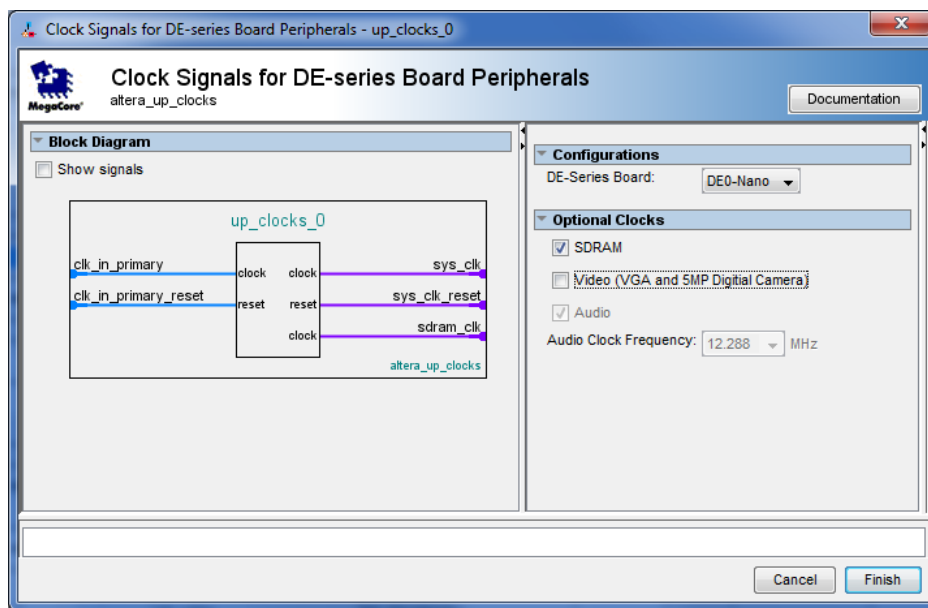 Clock Signals for DE-series Board Peripherals - up_clocks_0
MegaCore®
Clock Signals for DE-series Board Peripherals
altera_up_clocks
Documentation
Block Diagram
Show signals
up_clocks_0
clk_in_primary
clock
clock
sys_clk
clk_in_primary_reset
reset
reset
sys_clk_reset
clock
sdram_clk
altera_up_clocks
Configurations
DE-Series Board:
DE0-Nano
Optional Clocks
SDRAM
Video (VGA and 5MP Digitial Camera)
Audio
Audio Clock Frequency:
12.288
MHz
Cancel
Finish